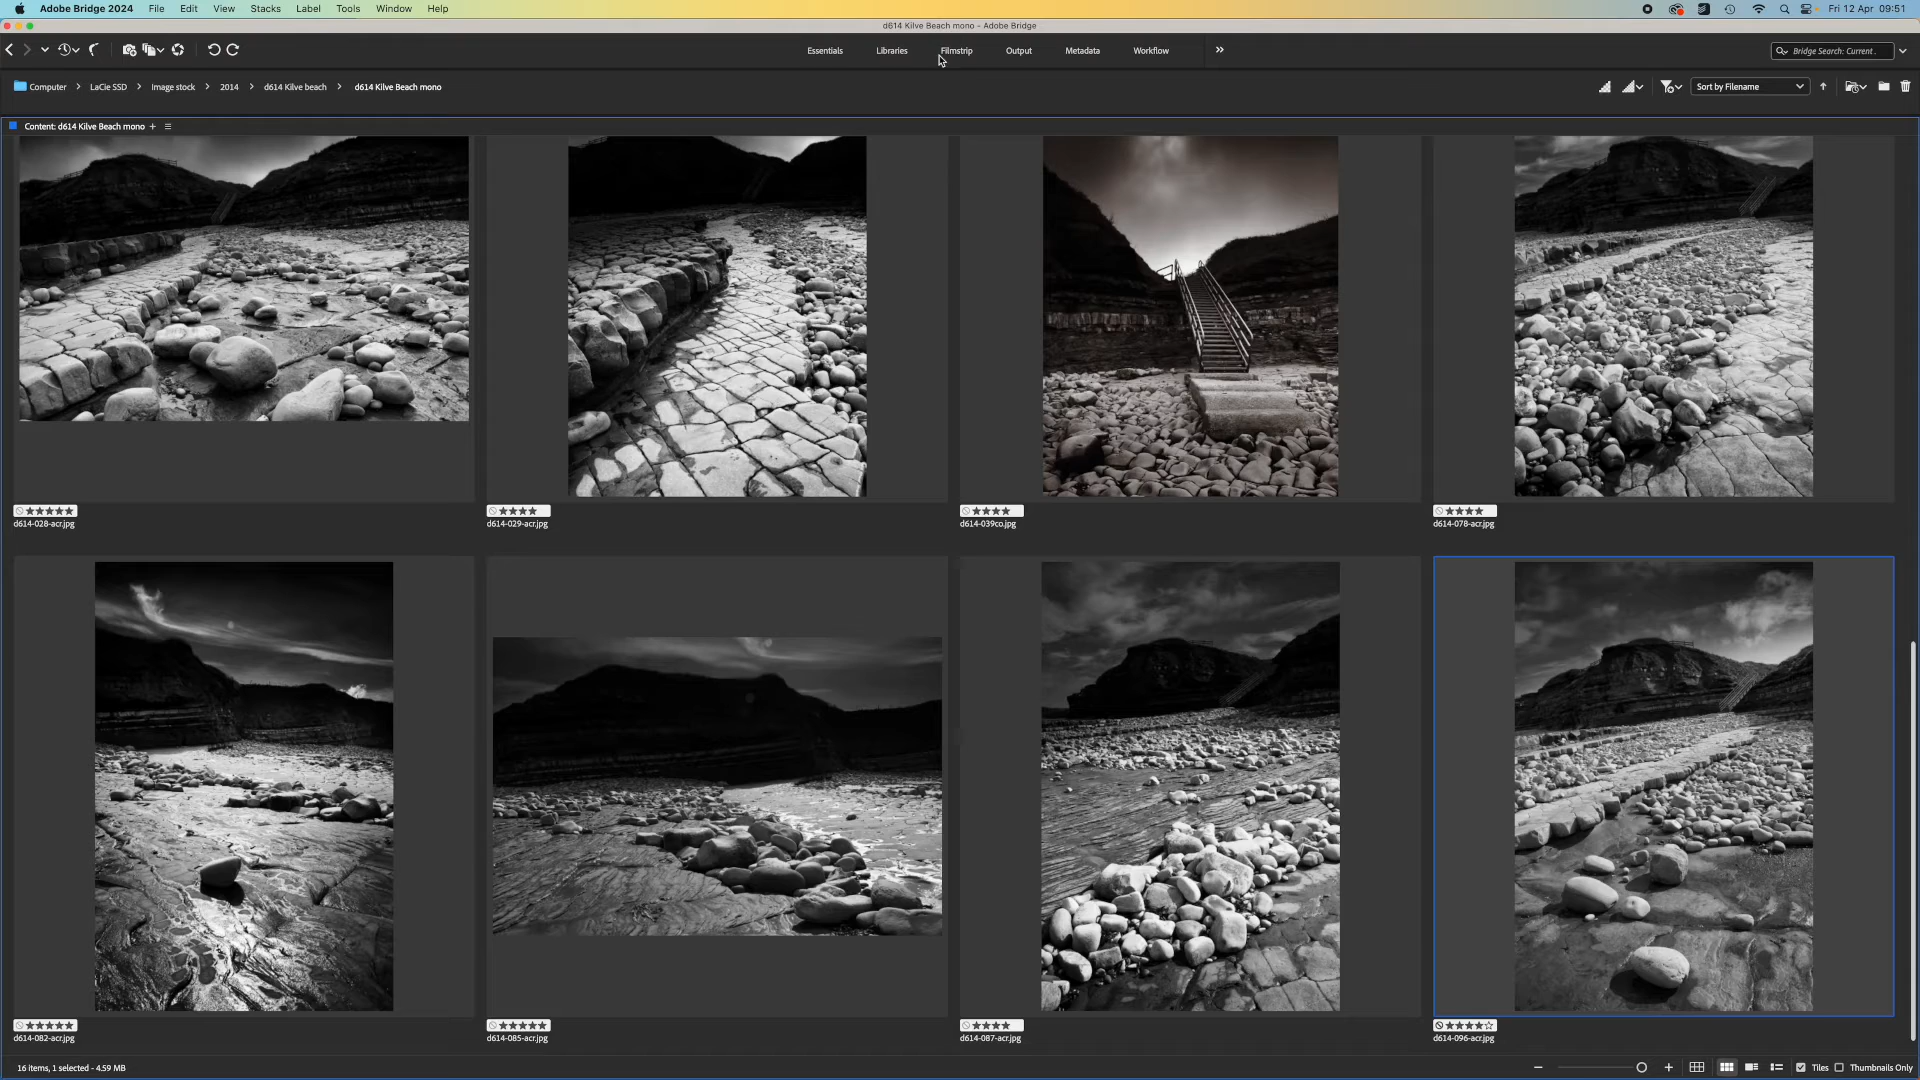 Adobe Bridge 2024 File Edit View Stacks Label Tools Window Help Fri 12 Apr 09:51
d614 Kilve Beach mono – Adobe Bridge
Essentials Libraries Filmstrip Output Metadata Workflow Bridge Search: Current
Computer LaCie SSD Image stock 2014 d614 Kilve beach d614 Kilve Beach mono Sort by Filename
Content: d614 Kilve Beach mono
d614-028-acr.jpg d614-029-acr.jpg d614-039co.jpg d614-078-acr.jpg
d614-082-acr.jpg d614-085-acr.jpg d614-087-acr.jpg d614-096-acr.jpg
16 items, 1 selected - 4.59 MB Tiles Thumbnails Only